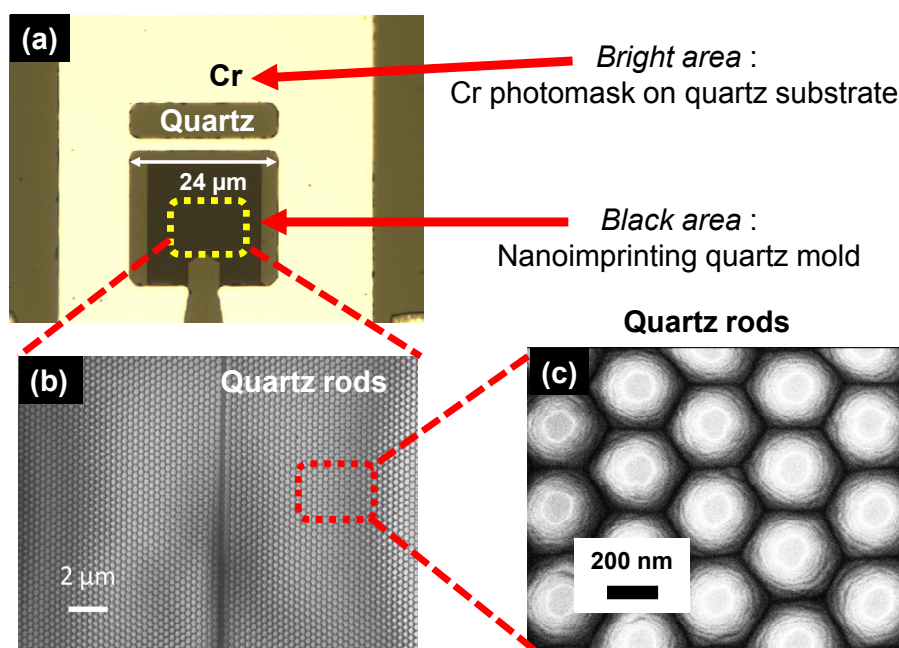 (a)
Cr
Bright area :
Cr photomask on quartz substrate
Quartz
24 µm
Black area :
Nanoimprinting quartz mold
Quartz rods
(b)
Quartz rods
(c)
2 µm
200 nm